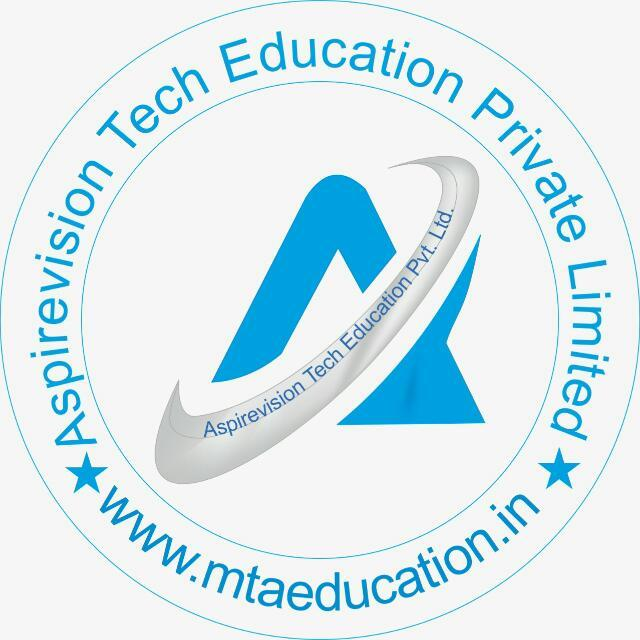 Aspirevision Tech Education Private Limited
Aspirevision Tech Education Pvt. Ltd.
www.mtaeducation.in